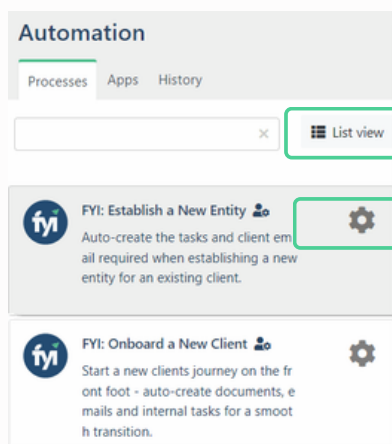 Automation
Processes Apps History
× List view
fyi FYI: Establish a New Entity
Auto-create the tasks and client em
ail required when establishing a new
entity for an existing client.
fyi FYI: Onboard a New Client
Start a new clients journey on the fr
ont foot - auto-create documents, e
mails and internal tasks for a smoot
h transition.